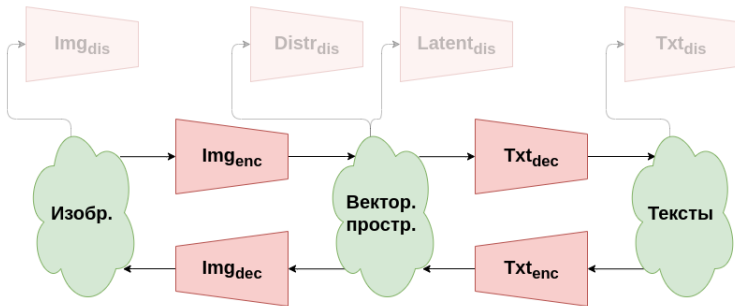 Img_dis
Distr_dis
Latent_dis
Txt_dis
Img_enc
Txt_dec
Изобр.
Вектор.
простр.
Тексты
Img_dec
Txt_enc